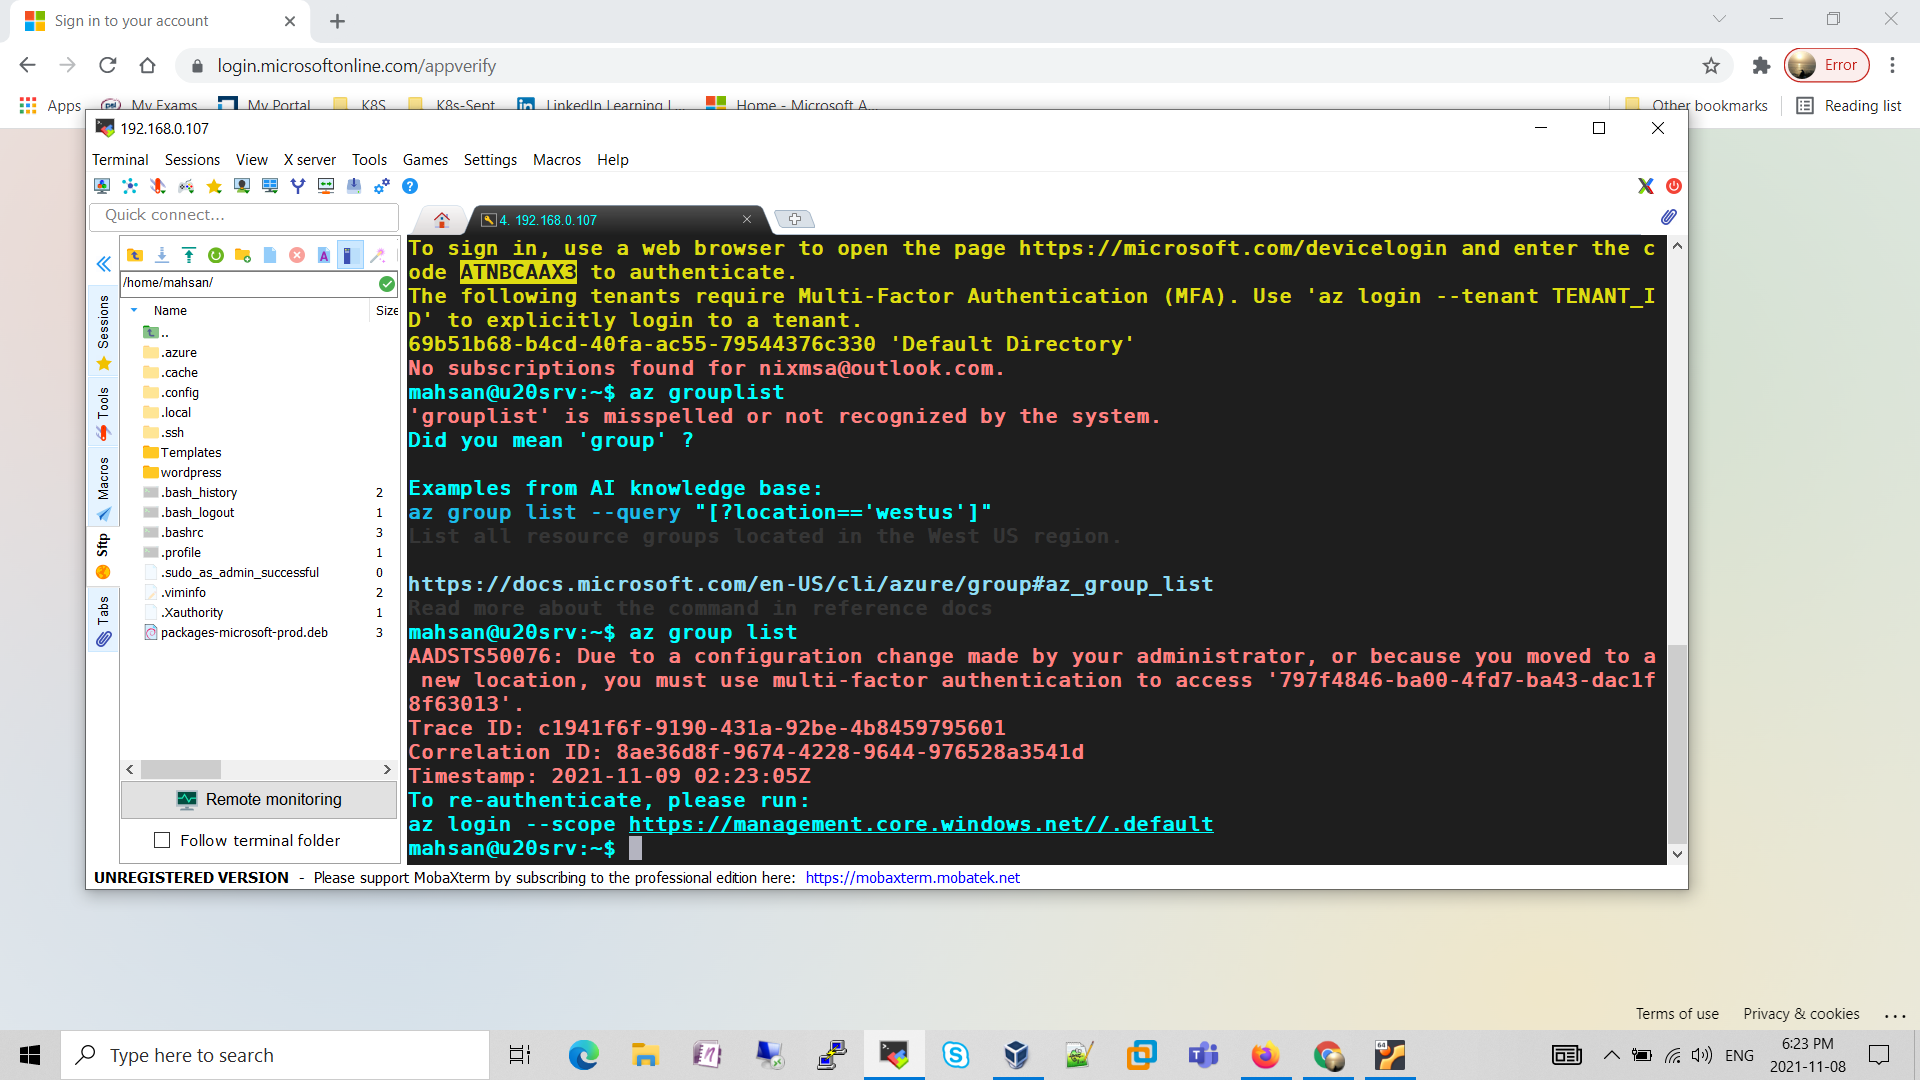 Sign in to your account
login.microsoftonline.com/appverify
Error
Apps
My Exams
My Portal
K8S
K8s-Sept
LinkedIn Learning | ...
Home - Microsoft A...
Other bookmarks
Reading list
192.168.0.107
Terminal Sessions View X server Tools Games Settings Macros Help
Quick connect...
4. 192.168.0.107
/home/mahsan/
Name Size
..
.azure
.cache
.config
.local
.ssh
Templates
wordpress
.bash_history 2
.bash_logout 1
.bashrc 3
.profile 1
.sudo_as_admin_successful 0
.viminfo 2
.Xauthority 1
packages-microsoft-prod.deb 3
Sessions
Tools
Macros
Sftp
Tabs
Remote monitoring
Follow terminal folder
To sign in, use a web browser to open the page https://microsoft.com/devicelogin and enter the c
ode ATNBCAAX3 to authenticate.
The following tenants require Multi-Factor Authentication (MFA). Use 'az login --tenant TENANT_I
D' to explicitly login to a tenant.
69b51b68-b4cd-40fa-ac55-79544376c330 'Default Directory'
No subscriptions found for nixmsa@outlook.com.
mahsan@u20srv:~$ az grouplist
'grouplist' is misspelled or not recognized by the system.
Did you mean 'group' ?
Examples from AI knowledge base:
az group list --query "[?location=='westus']"
List all resource groups located in the West US region.
https://docs.microsoft.com/en-US/cli/azure/group#az_group_list
Read more about the command in reference docs
mahsan@u20srv:~$ az group list
AADSTS50076: Due to a configuration change made by your administrator, or because you moved to a
new location, you must use multi-factor authentication to access '797f4846-ba00-4fd7-ba43-dac1f
8f63013'.
Trace ID: c1941f6f-9190-431a-92be-4b8459795601
Correlation ID: 8ae36d8f-9674-4228-9644-976528a3541d
Timestamp: 2021-11-09 02:23:05Z
To re-authenticate, please run:
az login --scope https://management.core.windows.net//.default
mahsan@u20srv:~$
UNREGISTERED VERSION - Please support MobaXterm by subscribing to the professional edition here: https://mobaxterm.mobatek.net
Terms of use Privacy & cookies ...
Type here to search
64
ENG
6:23 PM
2021-11-08